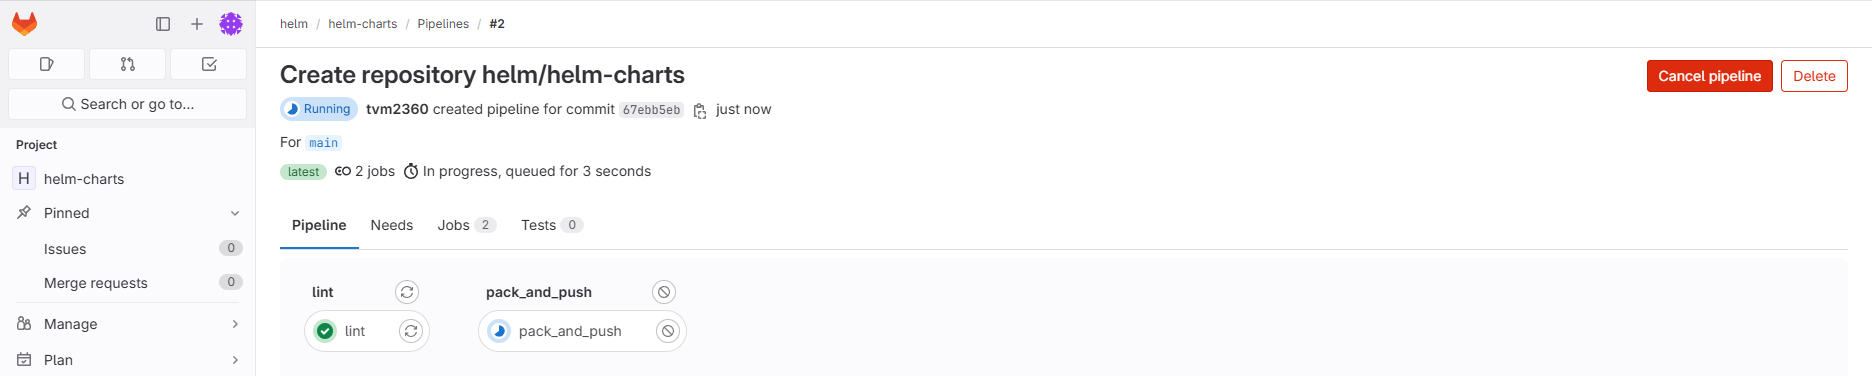 helm / helm-charts / Pipelines / #2
Search or go to...
Project
H helm-charts
Pinned
Issues 0
Merge requests 0
Manage
Plan
Create repository helm/helm-charts
Cancel pipeline
Delete
Running tvm2360 created pipeline for commit 67ebb5eb just now
For main
latest 2 jobs In progress, queued for 3 seconds
Pipeline Needs Jobs 2 Tests 0
lint
lint
pack_and_push
pack_and_push